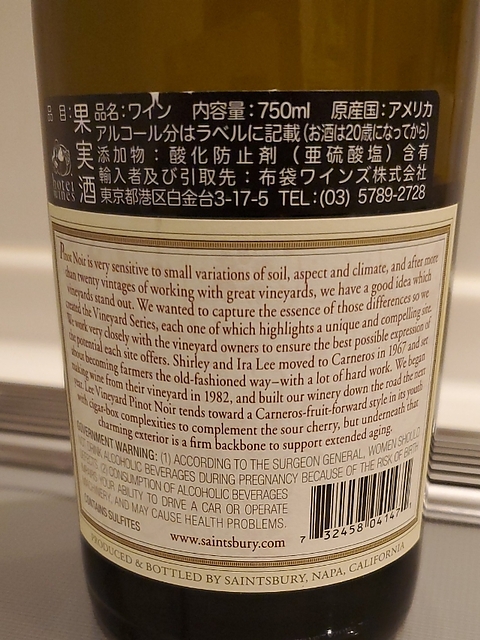 品目:果実酒
品名:ワイン 内容量:750ml 原産国:アメリカ
アルコール分はラベルに記載(お酒は20歳になってから)
添加物:酸化防止剤(亜硫酸塩)含有
輸入者及び引取先:布袋ワインズ株式会社
東京都港区白金台3-17-5 TEL:(03) 5789-2728
hotei
wines
Pinot Noir is very sensitive to small variations of soil, aspect and climate, and after more
than twenty vintages of working with great vineyards, we have a good idea which
vineyards stand out. We wanted to capture the essence of those differences so we
created the Vineyard Series, each one of which highlights a unique and compelling site.
We work very closely with the vineyard owners to ensure the best possible expression of
the potential each site offers. Shirley and Ira Lee moved to Carneros in 1967 and set
about becoming farmers the old-fashioned way–with a lot of hard work. We began
making wine from their vineyard in 1982, and built our winery down the road the next
year. Lee Vineyard Pinot Noir tends toward a Carneros-fruit-forward style in its youth
with cigar-box complexities to complement the sour cherry, but underneath that
charming exterior is a firm backbone to support extended aging.
GOVERNMENT WARNING: (1) ACCORDING TO THE SURGEON GENERAL, WOMEN SHOULD
NOT DRINK ALCOHOLIC BEVERAGES DURING PREGNANCY BECAUSE OF THE RISK OF BIRTH
DEFECTS. (2) CONSUMPTION OF ALCOHOLIC BEVERAGES
IMPAIRS YOUR ABILITY TO DRIVE A CAR OR OPERATE
MACHINERY, AND MAY CAUSE HEALTH PROBLEMS.
CONTAINS SULFITES
www.saintsbury.com
7 32458 04147 1
PRODUCED & BOTTLED BY SAINTSBURY, NAPA, CALIFORNIA